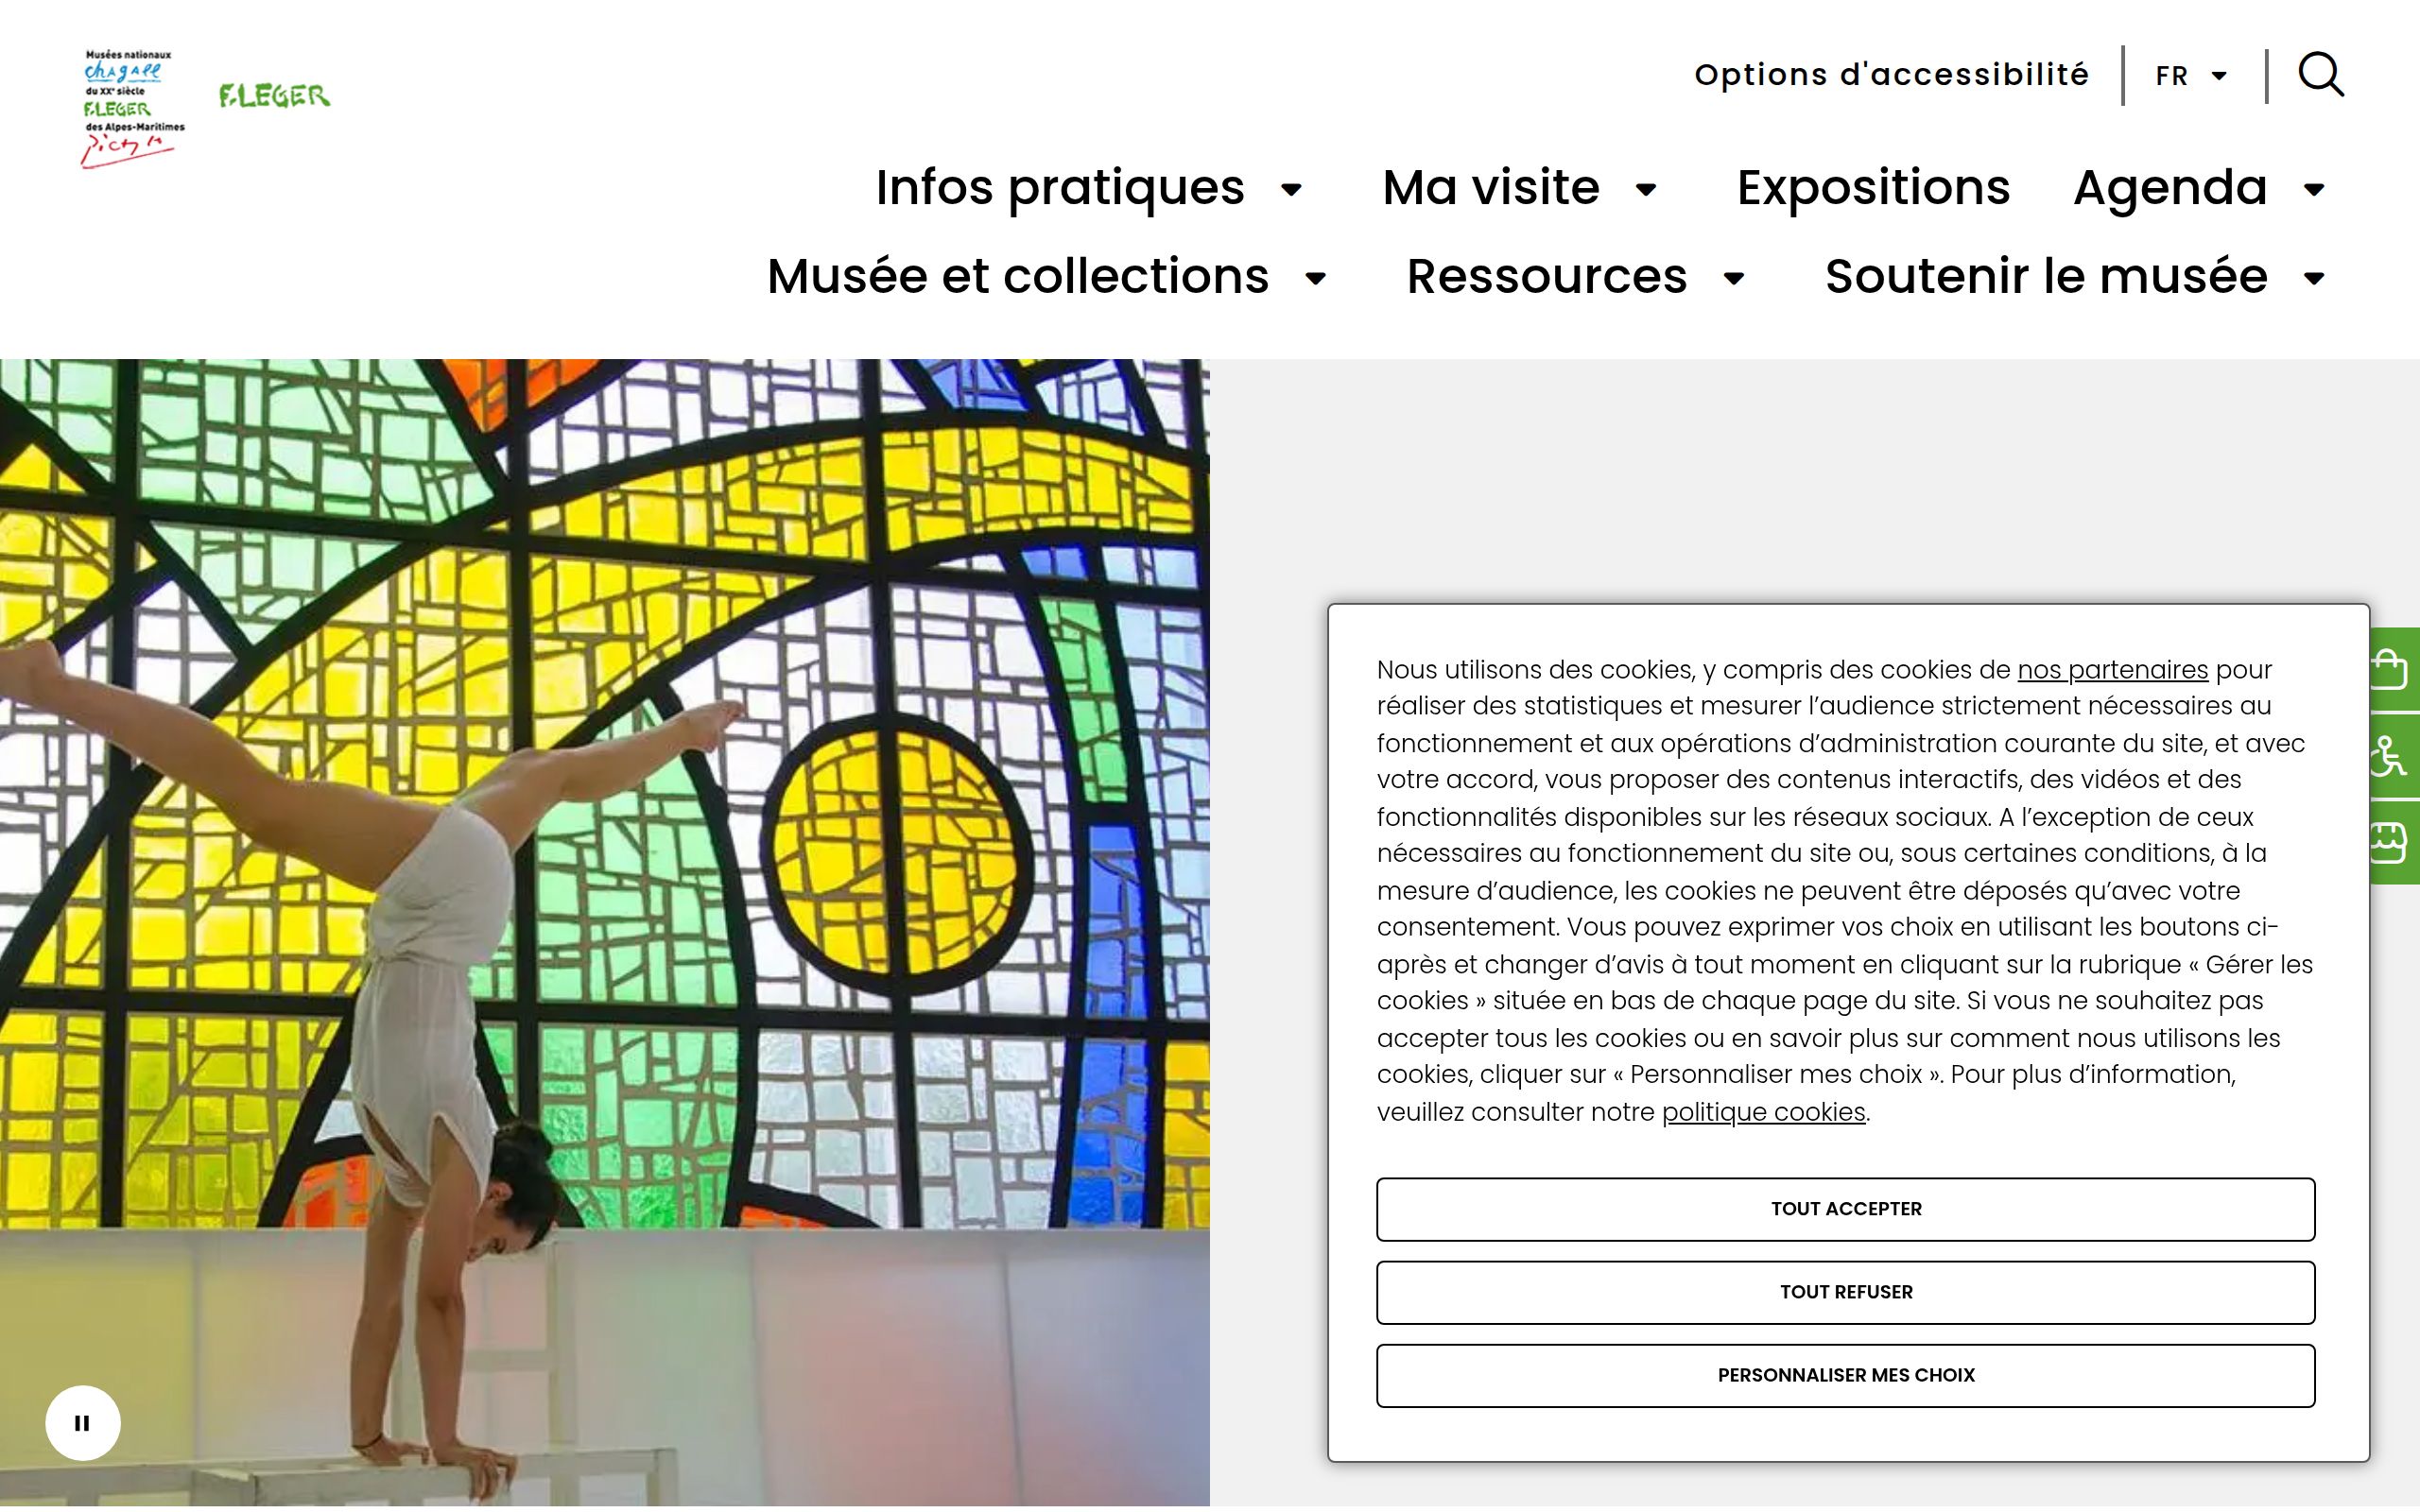 Musées nationaux
chagall
du XXe siècle
F.LEGER
des Alpes-Maritimes
Picasso
F.LEGER
Options d'accessibilité
FR
Infos pratiques
Ma visite
Expositions
Agenda
Musée et collections
Ressources
Soutenir le musée
Nous utilisons des cookies, y compris des cookies de nos partenaires pour
réaliser des statistiques et mesurer l’audience strictement nécessaires au
fonctionnement et aux opérations d’administration courante du site, et avec
votre accord, vous proposer des contenus interactifs, des vidéos et des
fonctionnalités disponibles sur les réseaux sociaux. A l’exception de ceux
nécessaires au fonctionnement du site ou, sous certaines conditions, à la
mesure d’audience, les cookies ne peuvent être déposés qu’avec votre
consentement. Vous pouvez exprimer vos choix en utilisant les boutons ci-
après et changer d’avis à tout moment en cliquant sur la rubrique « Gérer les
cookies » située en bas de chaque page du site. Si vous ne souhaitez pas
accepter tous les cookies ou en savoir plus sur comment nous utilisons les
cookies, cliquer sur « Personnaliser mes choix ». Pour plus d’information,
veuillez consulter notre politique cookies.
TOUT ACCEPTER
TOUT REFUSER
PERSONNALISER MES CHOIX